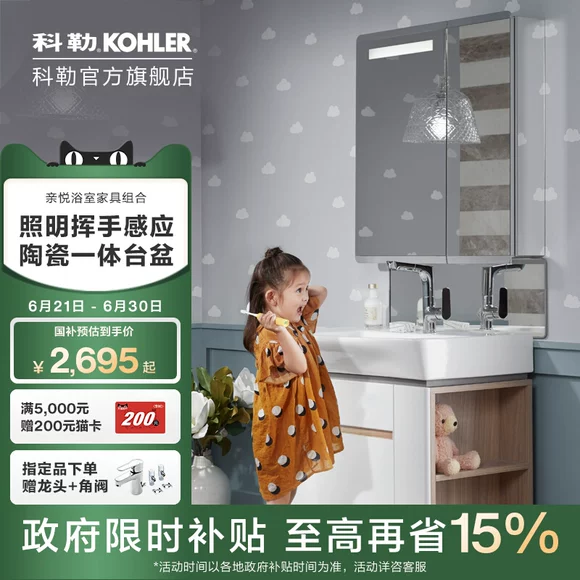 科勒 KOHLER
科勒官方旗舰店
亲悦浴室家具组合
照明挥手感应
陶瓷一体台盆
6月21日 - 6月30日
国补预估到手价
¥2,695起
满5,000元
赠200元猫卡
200
指定品下单
赠龙头+角阀
政府限时补贴 至高再省15%
*活动时间以各地政府补贴时间为准，活动详咨客服